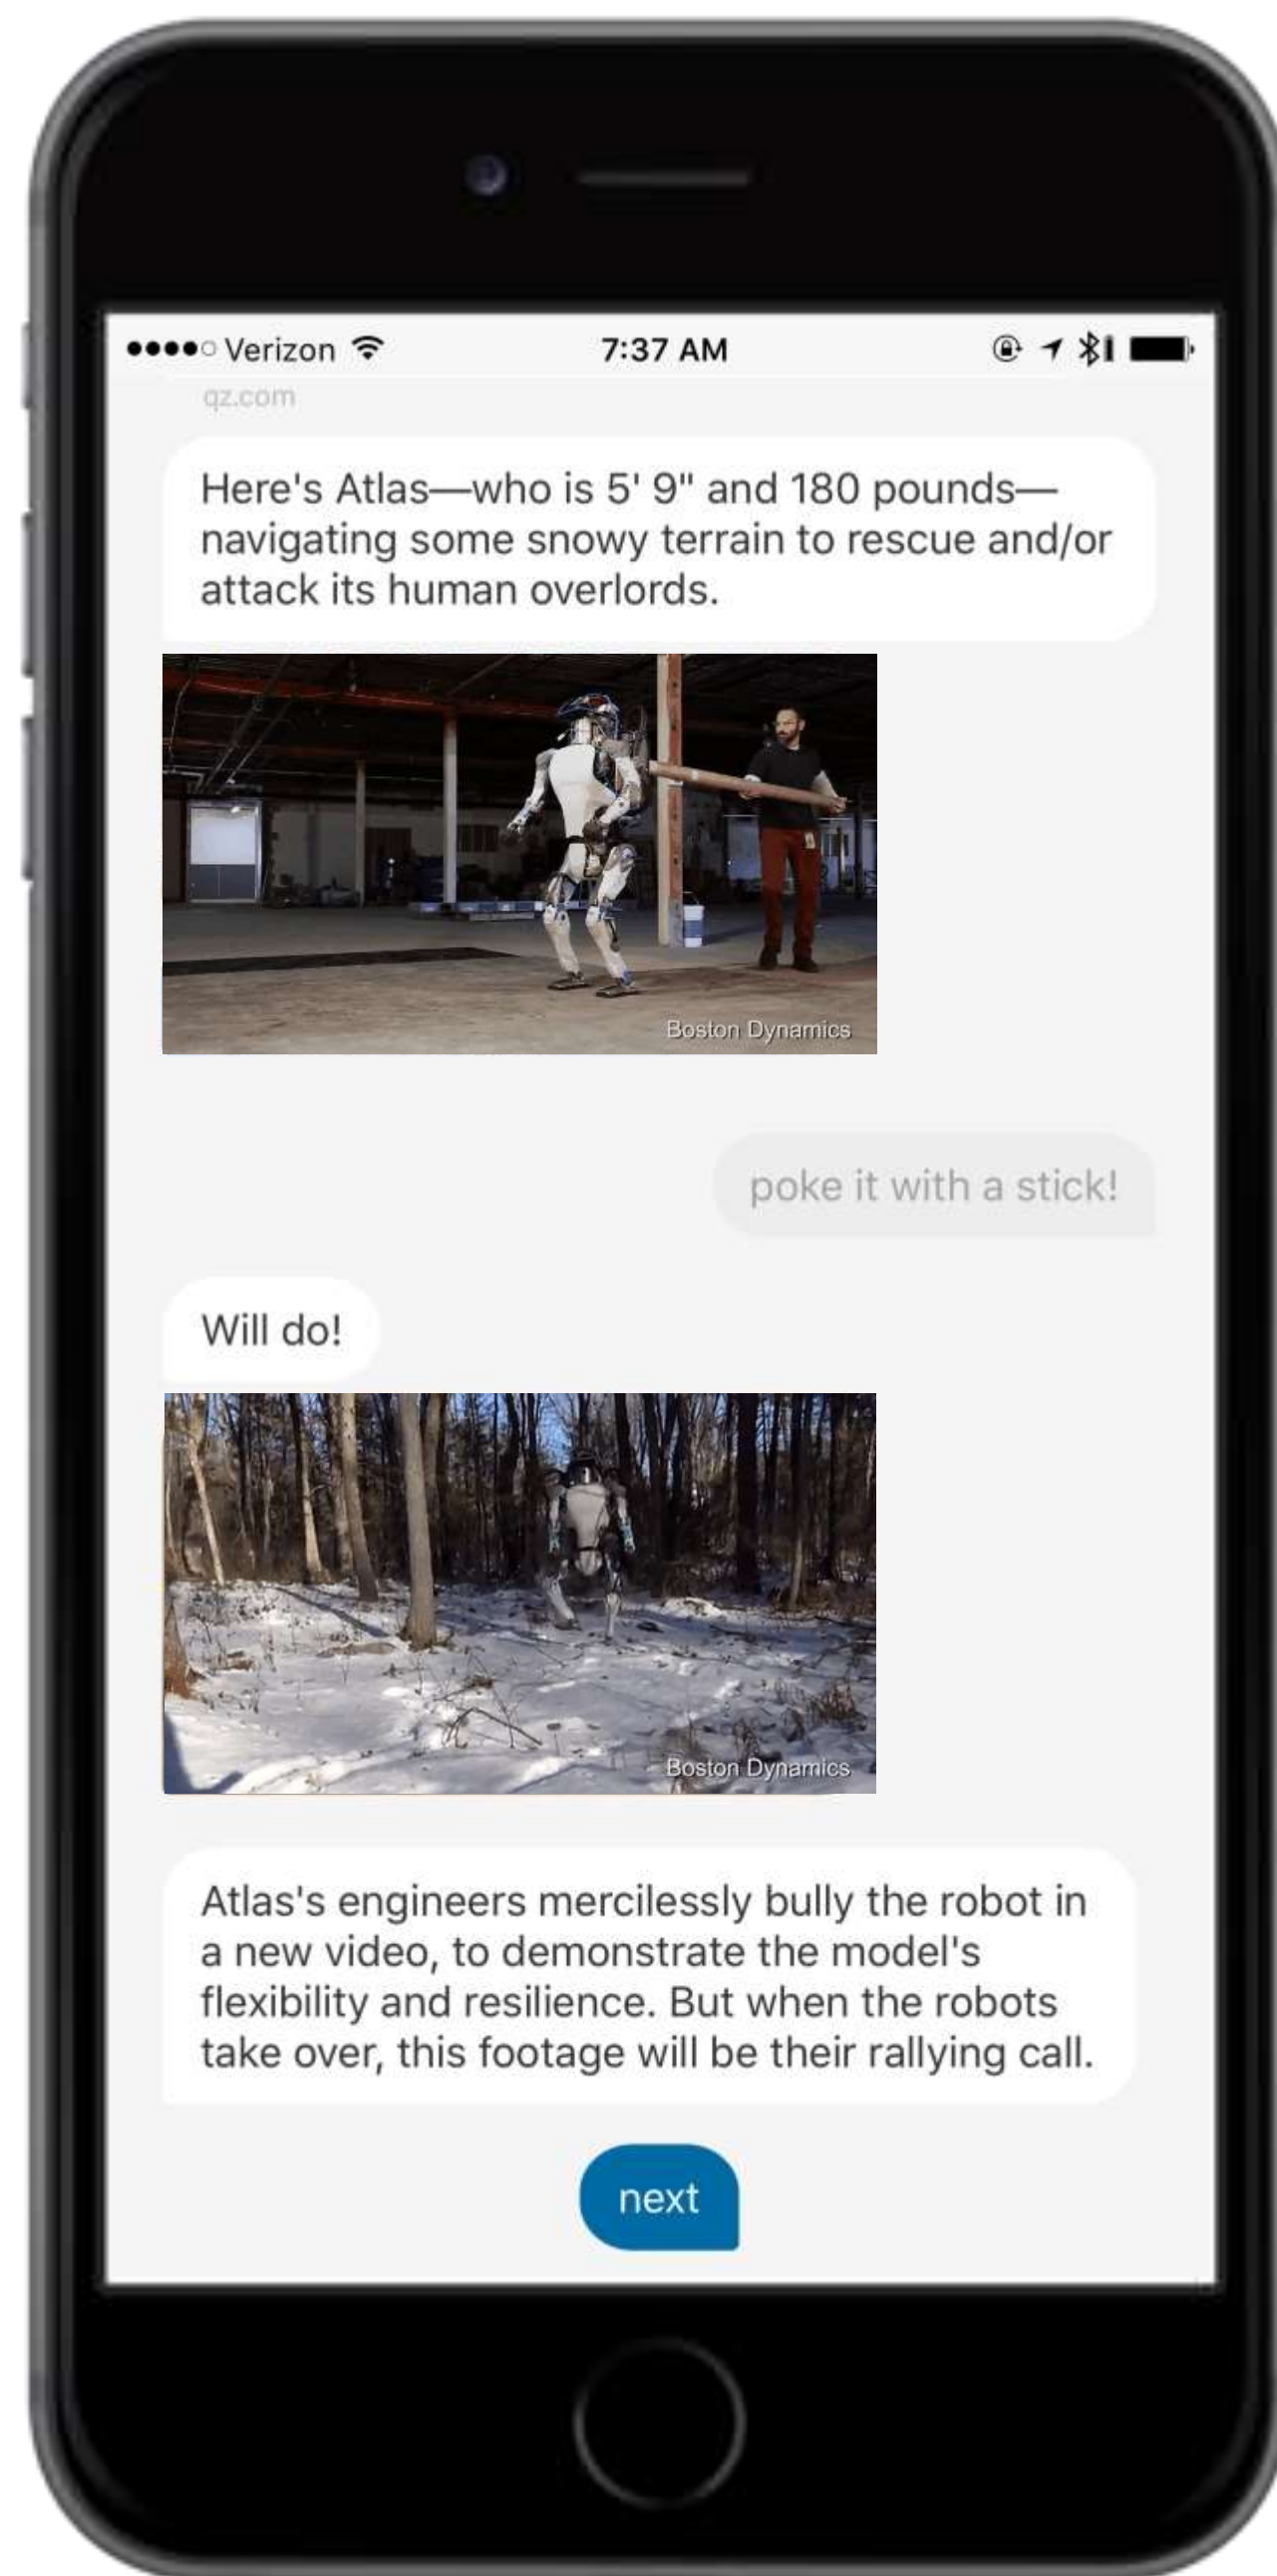 Verizon 7:37 AM
qz.com
Here's Atlas—who is 5' 9" and 180 pounds—
navigating some snowy terrain to rescue and/or
attack its human overlords.
Boston Dynamics
poke it with a stick!
Will do!
Boston Dynamics
Atlas's engineers mercilessly bully the robot in
a new video, to demonstrate the model's
flexibility and resilience. But when the robots
take over, this footage will be their rallying call.
next